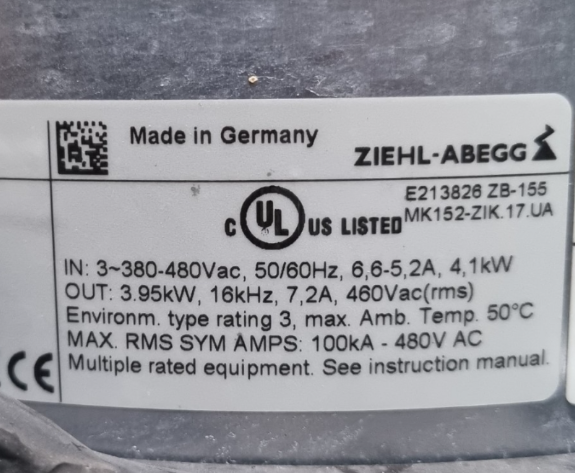 Made in Germany
ZIEHL-ABEGG
E213826 ZB-155
C UL US LISTED
MK152-ZIK.17.UA
IN: 3~380-480Vac, 50/60Hz, 6,6-5,2A, 4,1kW
OUT: 3.95kW, 16kHz, 7,2A, 460Vac(rms)
Environm. type rating 3, max. Amb. Temp. 50°C
MAX. RMS SYM AMPS: 100kA - 480V AC
Multiple rated equipment. See instruction manual.
CE